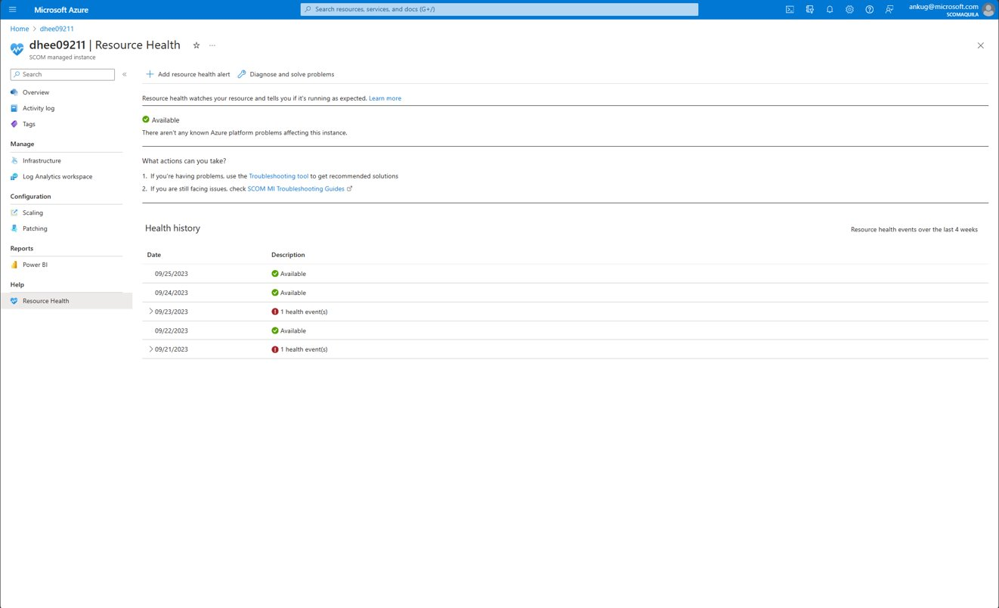 Microsoft Azure
Search resources, services, and docs (G+/)
ankug@microsoft.com
SCOMAQUILA
Home > dhee09211
dhee09211 | Resource Health
SCOM managed instance
Search
Overview
Activity log
Tags
Manage
Infrastructure
Log Analytics workspace
Configuration
Scaling
Patching
Reports
Power BI
Help
Resource Health
Add resource health alert
Diagnose and solve problems
Resource health watches your resource and tells you if it's running as expected. Learn more
Available
There aren't any known Azure platform problems affecting this instance.
What actions can you take?
1. If you're having problems, use the Troubleshooting tool to get recommended solutions
2. If you are still facing issues, check SCOM MI Troubleshooting Guides
Health history
Resource health events over the last 4 weeks
Date Description
09/25/2023 Available
09/24/2023 Available
09/23/2023 1 health event(s)
09/22/2023 Available
09/21/2023 1 health event(s)